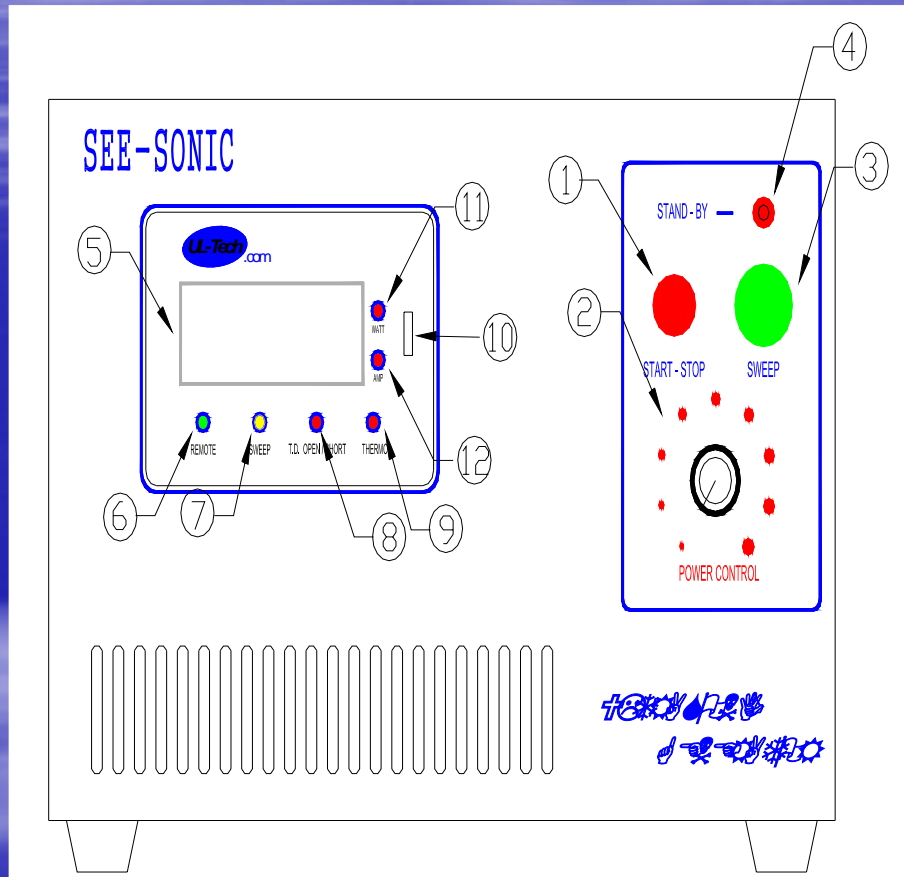 4
SEE-SONIC
1
3
STAND - BY
11
5
UL-Tech.com
2
10
WATT
START - STOP
SWEEP
AMP
REMOTE
SWEEP
T.D. OPEN / SHORT
THERMO
12
6
7
8
9
POWER CONTROL